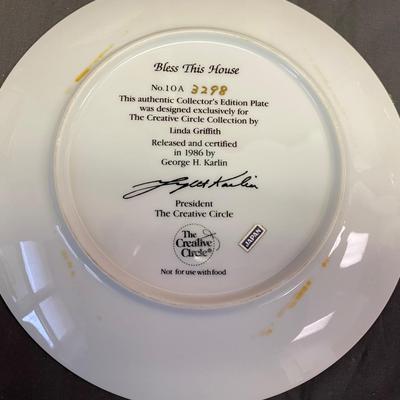 Bless This House
No.10A 3298
This authentic Collector's Edition Plate
was designed exclusively for
The Creative Circle Collection by
Linda Griffith
Released and certified
in 1986 by
George H. Karlin
President
The Creative Circle
The
Creative
Circle®
JAPAN
Not for use with food